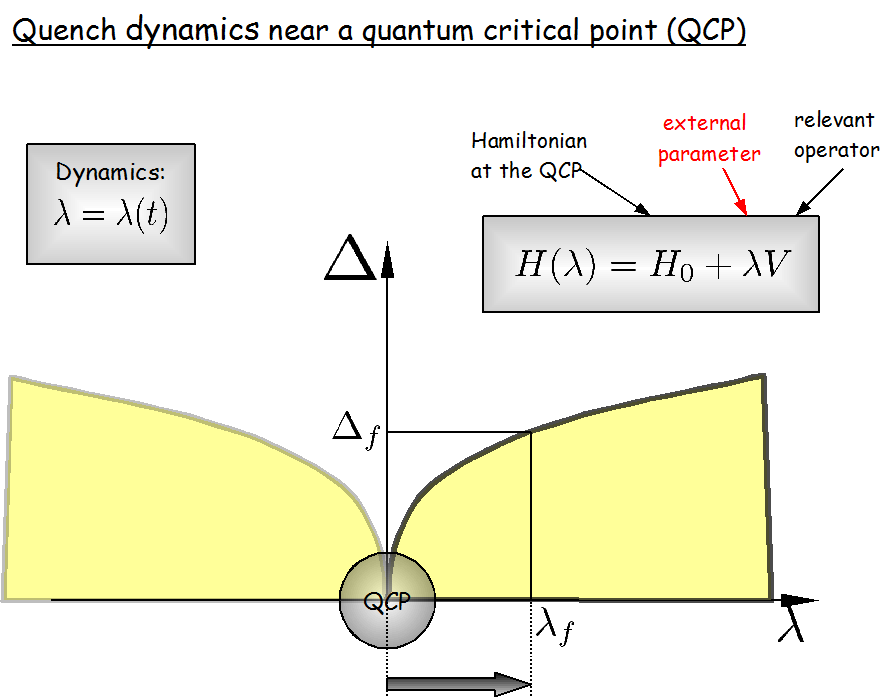 Quench dynamics near a quantum critical point (QCP)
Dynamics:
λ = λ(t)
Hamiltonian
at the QCP
external
parameter
relevant
operator
H(λ) = H₀ + λV
Δ
Δ_f
QCP
λ_f
λ